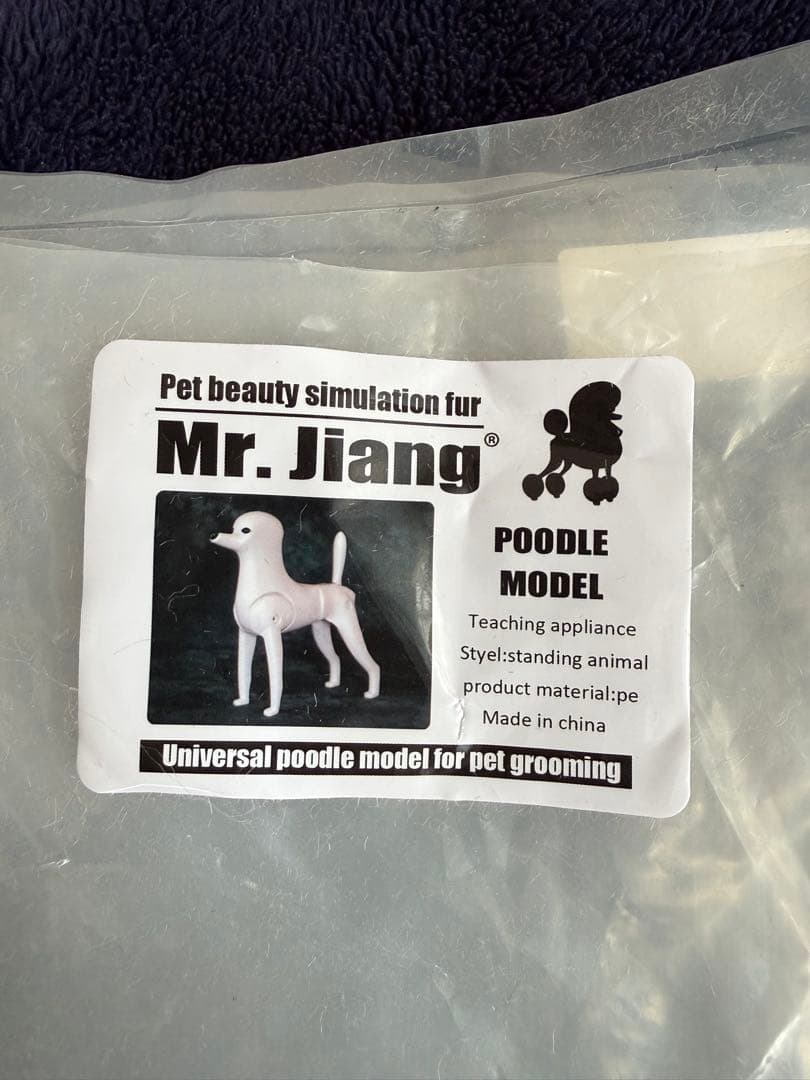 Pet beauty simulation fur
Mr. Jiang®
POODLE
MODEL
Teaching appliance
Styel:standing animal
product material:pe
Made in china
Universal poodle model for pet grooming